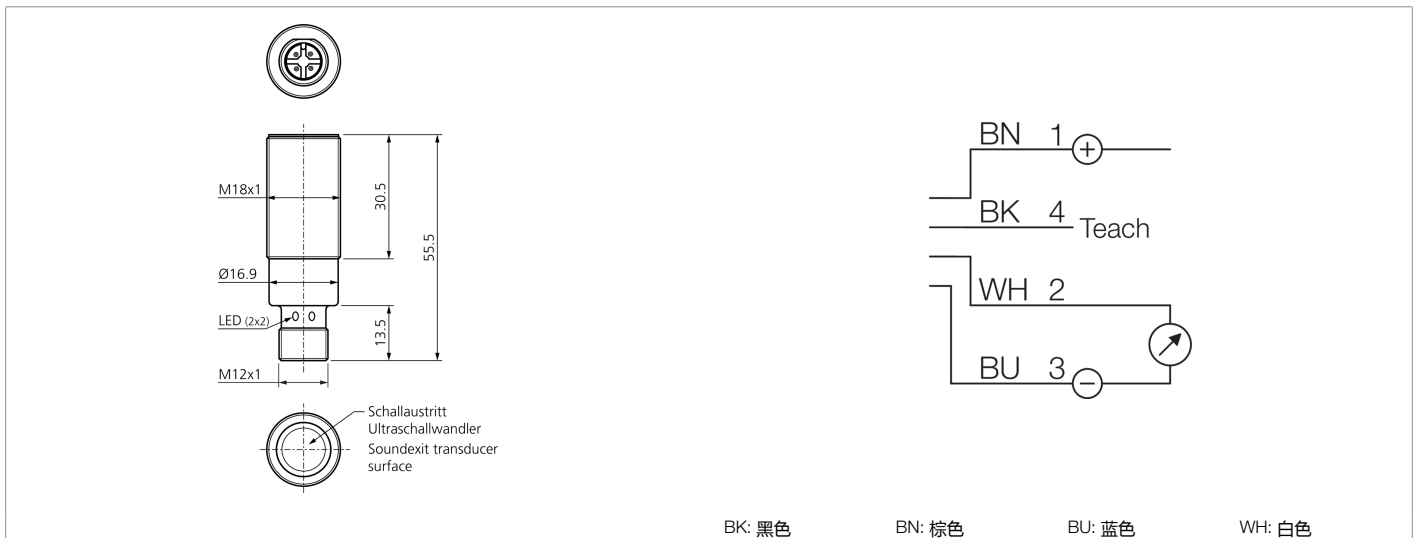 M18x1
30.5
55.5
Ø16.9
LED (2x2)
13.5
M12x1
Schallaustritt
Ultraschallwandler
Soundexit transducer
surface
BN 1
+
BK 4
Teach
WH 2
BU 3
−
BK: 黑色 BN: 棕色 BU: 蓝色 WH: 白色